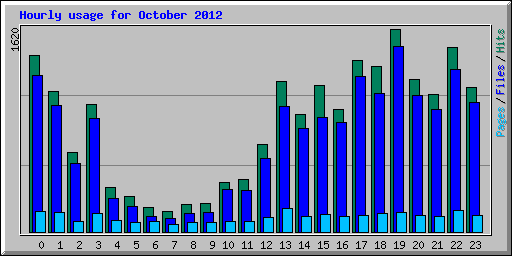 Hourly usage for October 2012
1620
Pages/Files/Hits
0 1 2 3 4 5 6 7 8 9 10 11 12 13 14 15 16 17 18 19 20 21 22 23